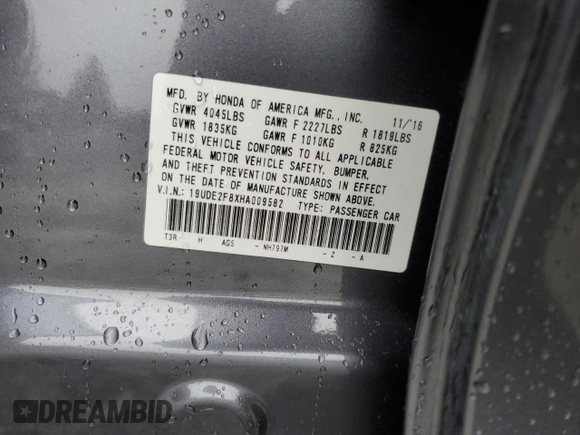 MFD. BY HONDA OF AMERICA MFG., INC. 11/'16
GVWR 4045LBS GAWR F 2227LBS R 1819LBS
GVWR 1835KG GAWR F 1010KG R 825KG
THIS VEHICLE CONFORMS TO ALL APPLICABLE
FEDERAL MOTOR VEHICLE SAFETY, BUMPER,
AND THEFT PREVENTION STANDARDS IN EFFECT
ON THE DATE OF MANUFACTURE SHOWN ABOVE.
V.I.N.: 19UDE2F8XHA009582 TYPE: PASSENGER CAR
T3R- H AGS - NH797M - Z - A
DREAMBID